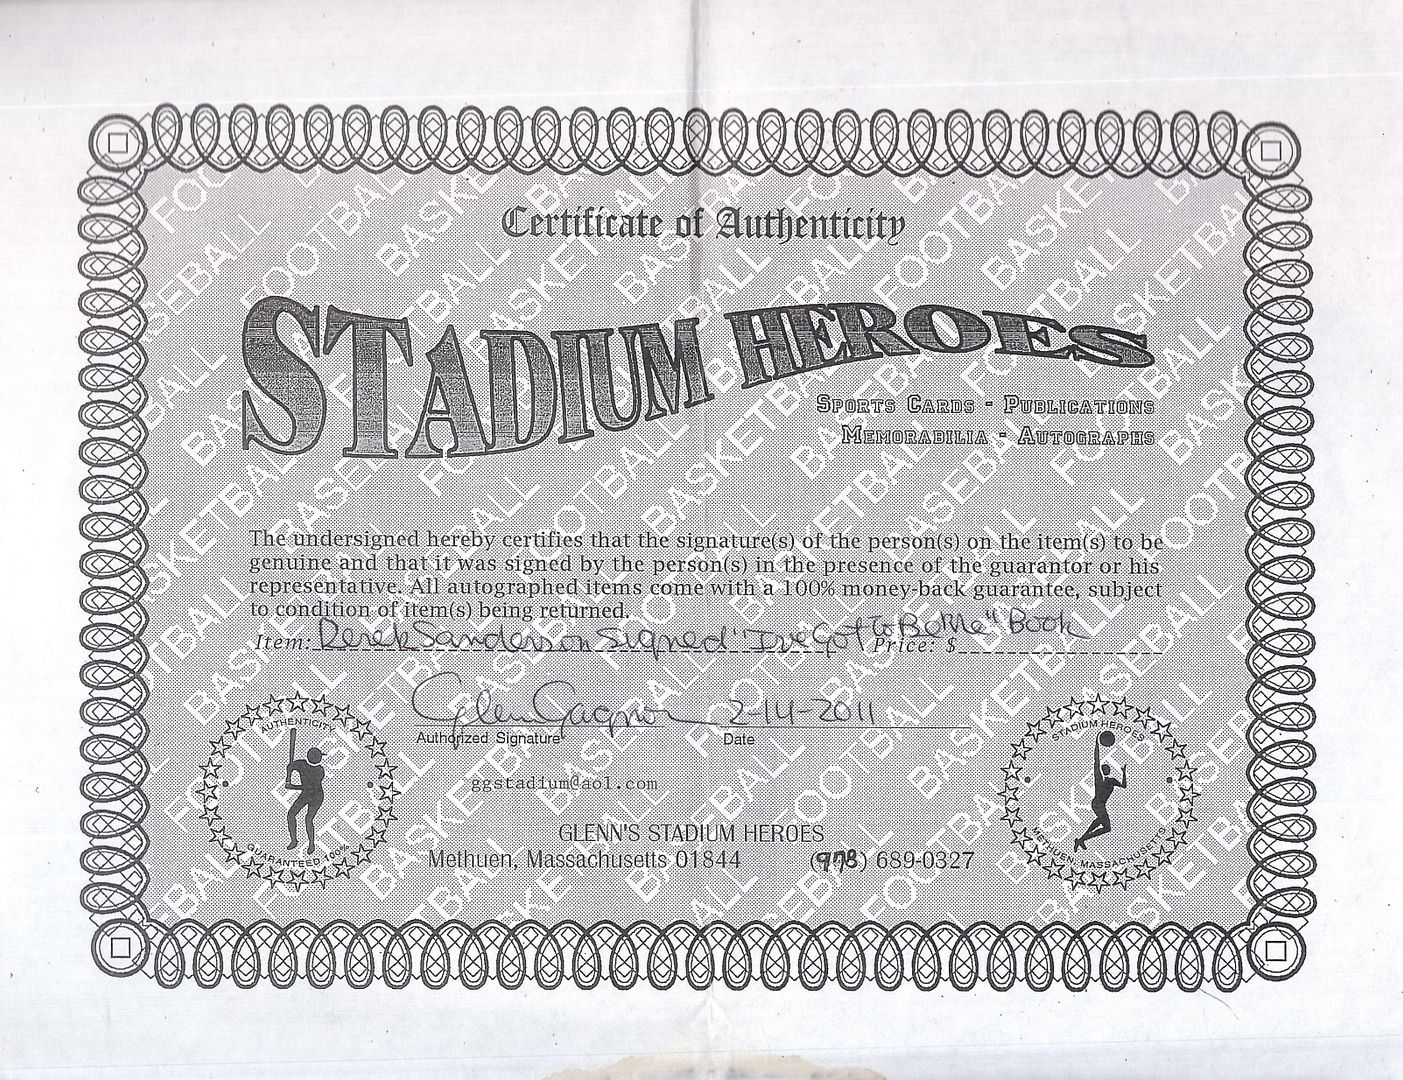 Certificate of Authenticity
STADIUM HEROES
SPORTS CARDS - PUBLICATIONS
MEMORABILIA - AUTOGRAPHS
The undersigned hereby certifies that the signature(s) of the person(s) on the item(s) to be
genuine and that it was signed by the person(s) in the presence of the guarantor or his
representative. All autographed items come with a 100% money-back guarantee, subject
to condition of item(s) being returned.
Item: Derek Sanderson Signed "I've Got to Be Me" Book Price: $
Glenn Gagnon 2-14-2011
Authorized Signature Date
AUTHENTICITY
GUARANTEED 100%
STADIUM HEROES
METHUEN, MASSACHUSETTS
ggstadium@aol.com
GLENN'S STADIUM HEROES
Methuen, Massachusetts 01844 (978) 689-0327
BASEBALL FOOTBALL BASKETBALL